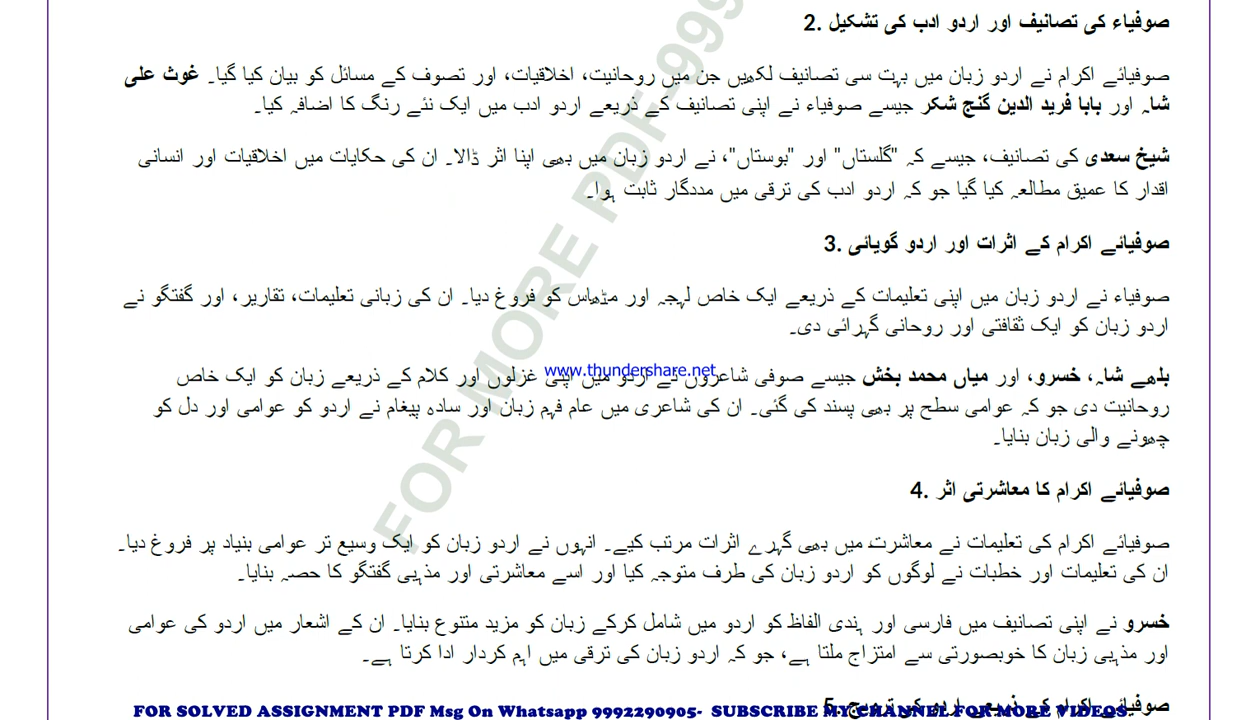 2. صوفیاء کی تصانیف اور اردو ادب کی تشکیل
صوفیائے اکرام نے اردو زبان میں بہت سی تصانیف لکھیں جن میں روحانیت، اخلاقیات، اور تصوف کے مسائل کو بیان کیا گیا۔ غوث علی
شاہ اور بابا فرید الدین گنج شکر جیسے صوفیاء نے اپنی تصانیف کے ذریعے اردو ادب میں ایک نئے رنگ کا اضافہ کیا۔
شیخ سعدی کی تصانیف، جیسے کہ "گلستاں" اور "بوستاں"، نے اردو زبان میں بھی اپنا اثر ڈالا۔ ان کی حکایات میں اخلاقیات اور انسانی
اقدار کا عمیق مطالعہ کیا گیا جو کہ اردو ادب کی ترقی میں مددگار ثابت ہوا۔
3. صوفیائے اکرام کے اثرات اور اردو گویائی
صوفیاء نے اردو زبان میں اپنی تعلیمات کے ذریعے ایک خاص لہجہ اور مڈھاس کو فروغ دیا۔ ان کی زبانی تعلیمات، تقاریر، اور گفتگو نے
اردو زبان کو ایک ثقافتی اور روحانی گہرائی دی۔
بلھے شاہ، خسرو، اور میاں محمد بخش جیسے صوفی شاعروں نے اردو میں اپنی غزلوں اور کلام کے ذریعے زبان کو ایک خاص
www.thundershare.net
روحانیت دی جو کہ عوامی سطح پر بھی پسند کی گئی۔ ان کی شاعری میں عام فہم زبان اور سادہ پیغام نے اردو کو عوامی اور دل کو
چھونے والی زبان بنایا۔
4. صوفیائے اکرام کا معاشرتی اثر
صوفیائے اکرام کی تعلیمات نے معاشرت میں بھی گہرے اثرات مرتب کیے۔ انہوں نے اردو زبان کو ایک وسیع تر عوامی بنیاد پر فروغ دیا۔
ان کی تعلیمات اور خطبات نے لوگوں کو اردو زبان کی طرف متوجہ کیا اور اسے معاشرتی اور مذہبی گفتگو کا حصہ بنایا۔
خسرو نے اپنی تصانیف میں فارسی اور ہندی الفاظ کو اردو میں شامل کرکے زبان کو مزید متنوع بنایا۔ ان کے اشعار میں اردو کی عوامی
اور مذہبی زبان کا خوبصورتی سے امتزاج ملتا ہے، جو کہ اردو زبان کی ترقی میں اہم کردار ادا کرتا ہے۔
5. صوفیائے اکرام کے ذریعے اردو کی ترویج
FOR SOLVED ASSIGNMENT PDF Msg On Whatsapp 9992290905- SUBSCRIBE MY CHANNEL FOR MORE VIDEOS
FOR MORE PDF-999